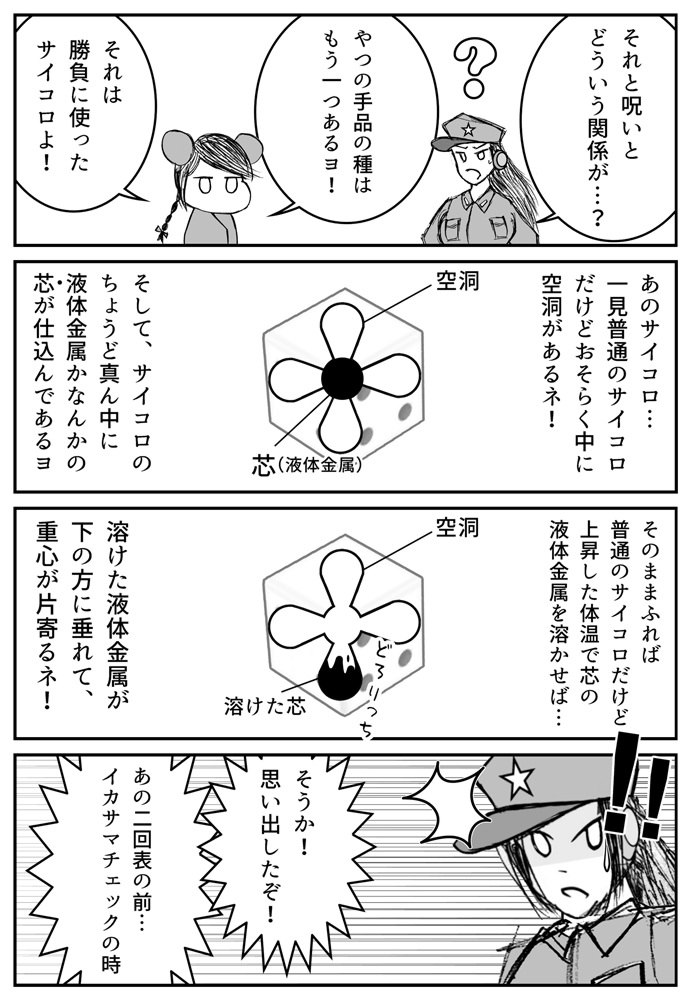 それと呪いと
どういう関係が…?
?
やつの手品の種は
もう一つあるヨ!
それは
勝負に使った
サイコロよ!
あのサイコロ…
一見普通のサイコロ
だけどおそらく中に
空洞があるネ!
空洞
芯(液体金属)
そして、サイコロの
ちょうど真ん中に
液体金属かなんかの
芯が仕込んであるヨ
そのままふれば
普通のサイコロだけど
上昇した体温で芯の
液体金属を溶かせば…
空洞
どろりっち
溶けた芯
溶けた液体金属が
下の方に垂れて、
重心が片寄るネ!
!!
そうか!
思い出したぞ!
あの二回表の前…
イカサマチェックの時